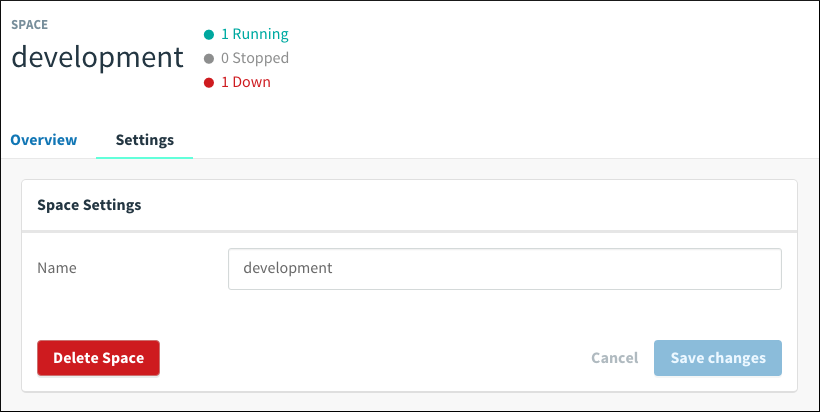 SPACE
development
1 Running
0 Stopped
1 Down
Overview Settings
Space Settings
Name development
Delete Space Cancel Save changes